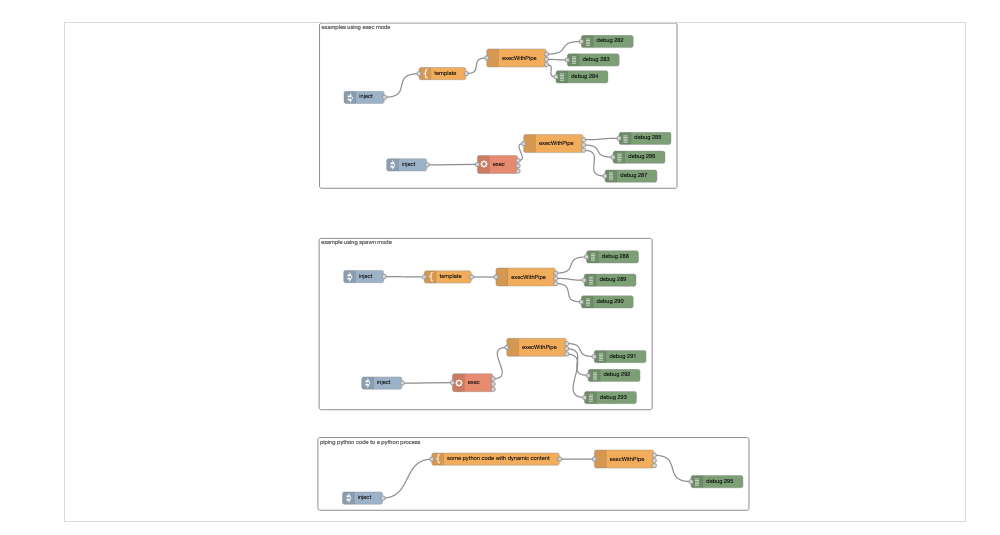 examples using exec mode
debug 282
execWithPipe
debug 283
template
debug 284
inject
debug 285
execWithPipe
debug 286
inject
exec
debug 287
example using spawn mode
debug 288
inject
template
execWithPipe
debug 289
debug 290
execWithPipe
debug 291
debug 292
inject
exec
debug 293
piping python code to a python process
some python code with dynamic content
execWithPipe
debug 295
inject